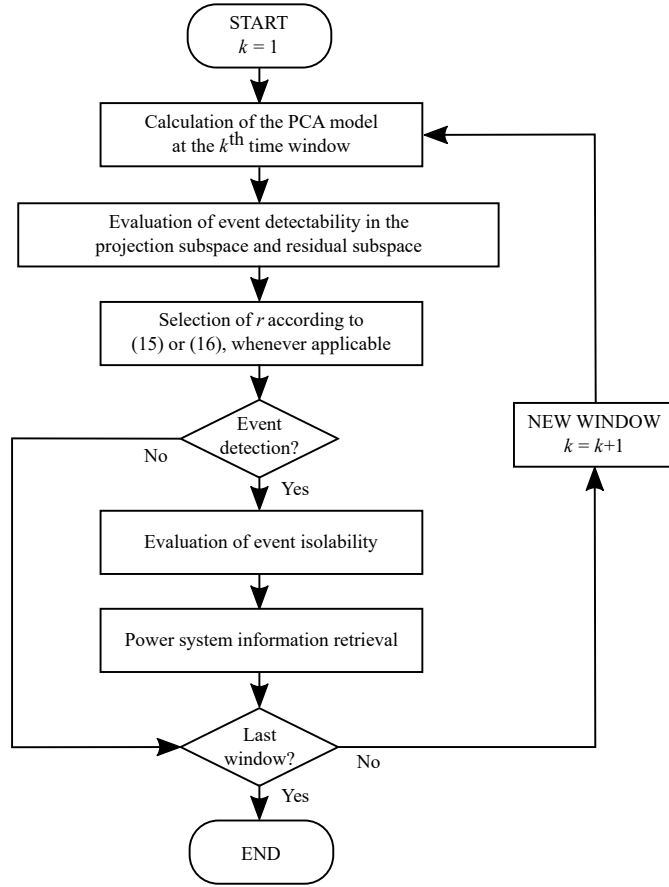 START
k = 1
Calculation of the PCA model
at the kth time window
Evaluation of event detectability in the
projection subspace and residual subspace
Selection of r according to
(15) or (16), whenever applicable
Event
detection?
No
Yes
NEW WINDOW
k = k+1
Evaluation of event isolability
Power system information retrieval
Last
window?
No
Yes
END